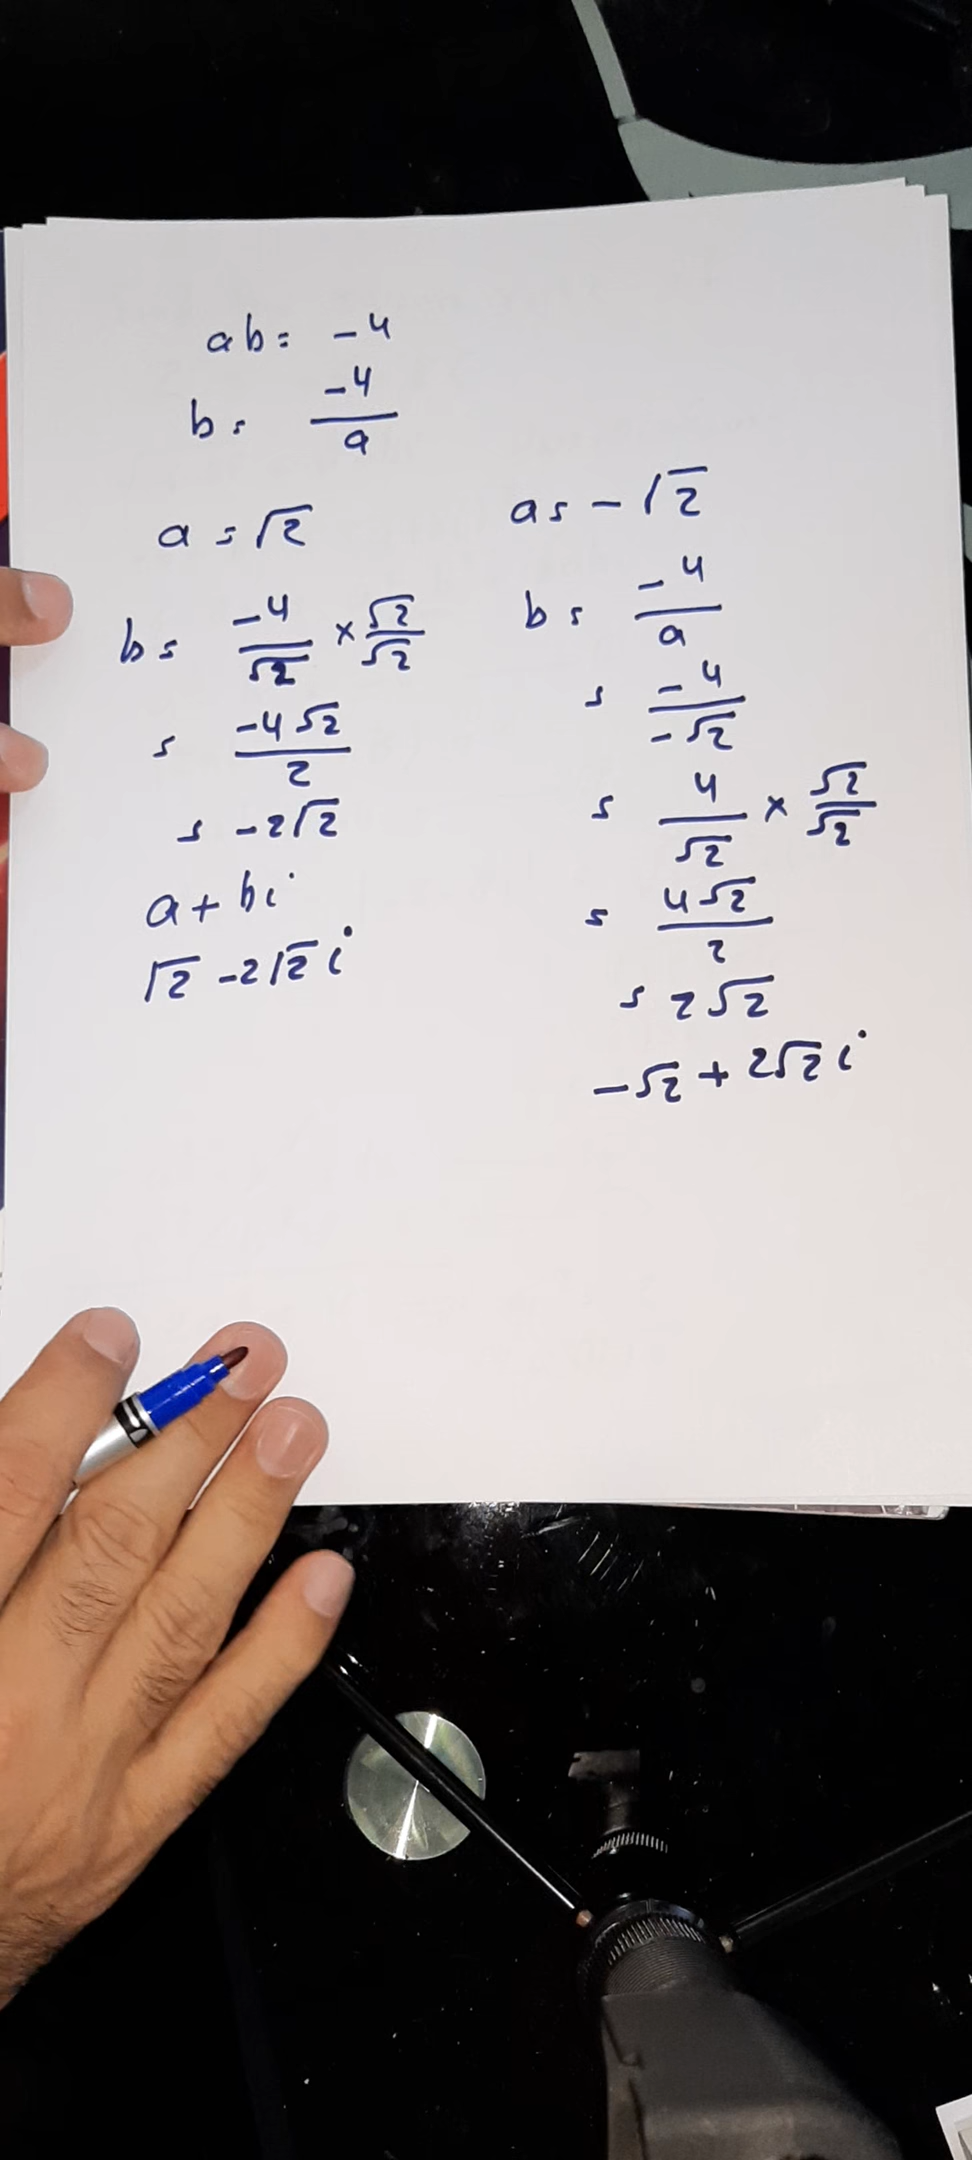 ab = -4
b = -4/a
a = √2
b = -4/√2 × √2/√2
= -4√2/2
= -2√2
a + bi
√2 - 2√2 i
a = -√2
b = -4/a
= -4/-√2
= 4/√2 × √2/√2
= 4√2/2
= 2√2
-√2 + 2√2 i